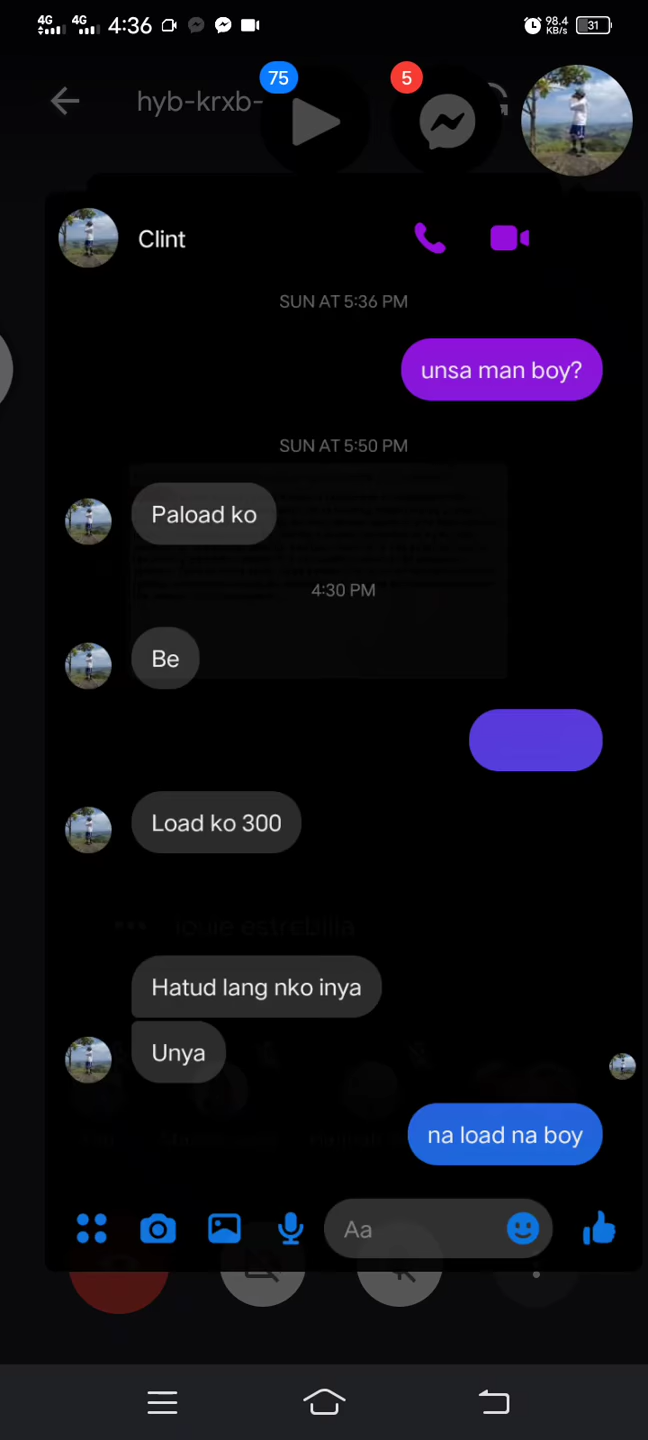 4G 4G 4:36 98.4 KB/s 31
hyb-krxb-
75
5
Clint
SUN AT 5:36 PM
unsa man boy?
SUN AT 5:50 PM
Paload ko
4:30 PM
Be
Load ko 300
Hatud lang nko inya
Unya
na load na boy
Aa